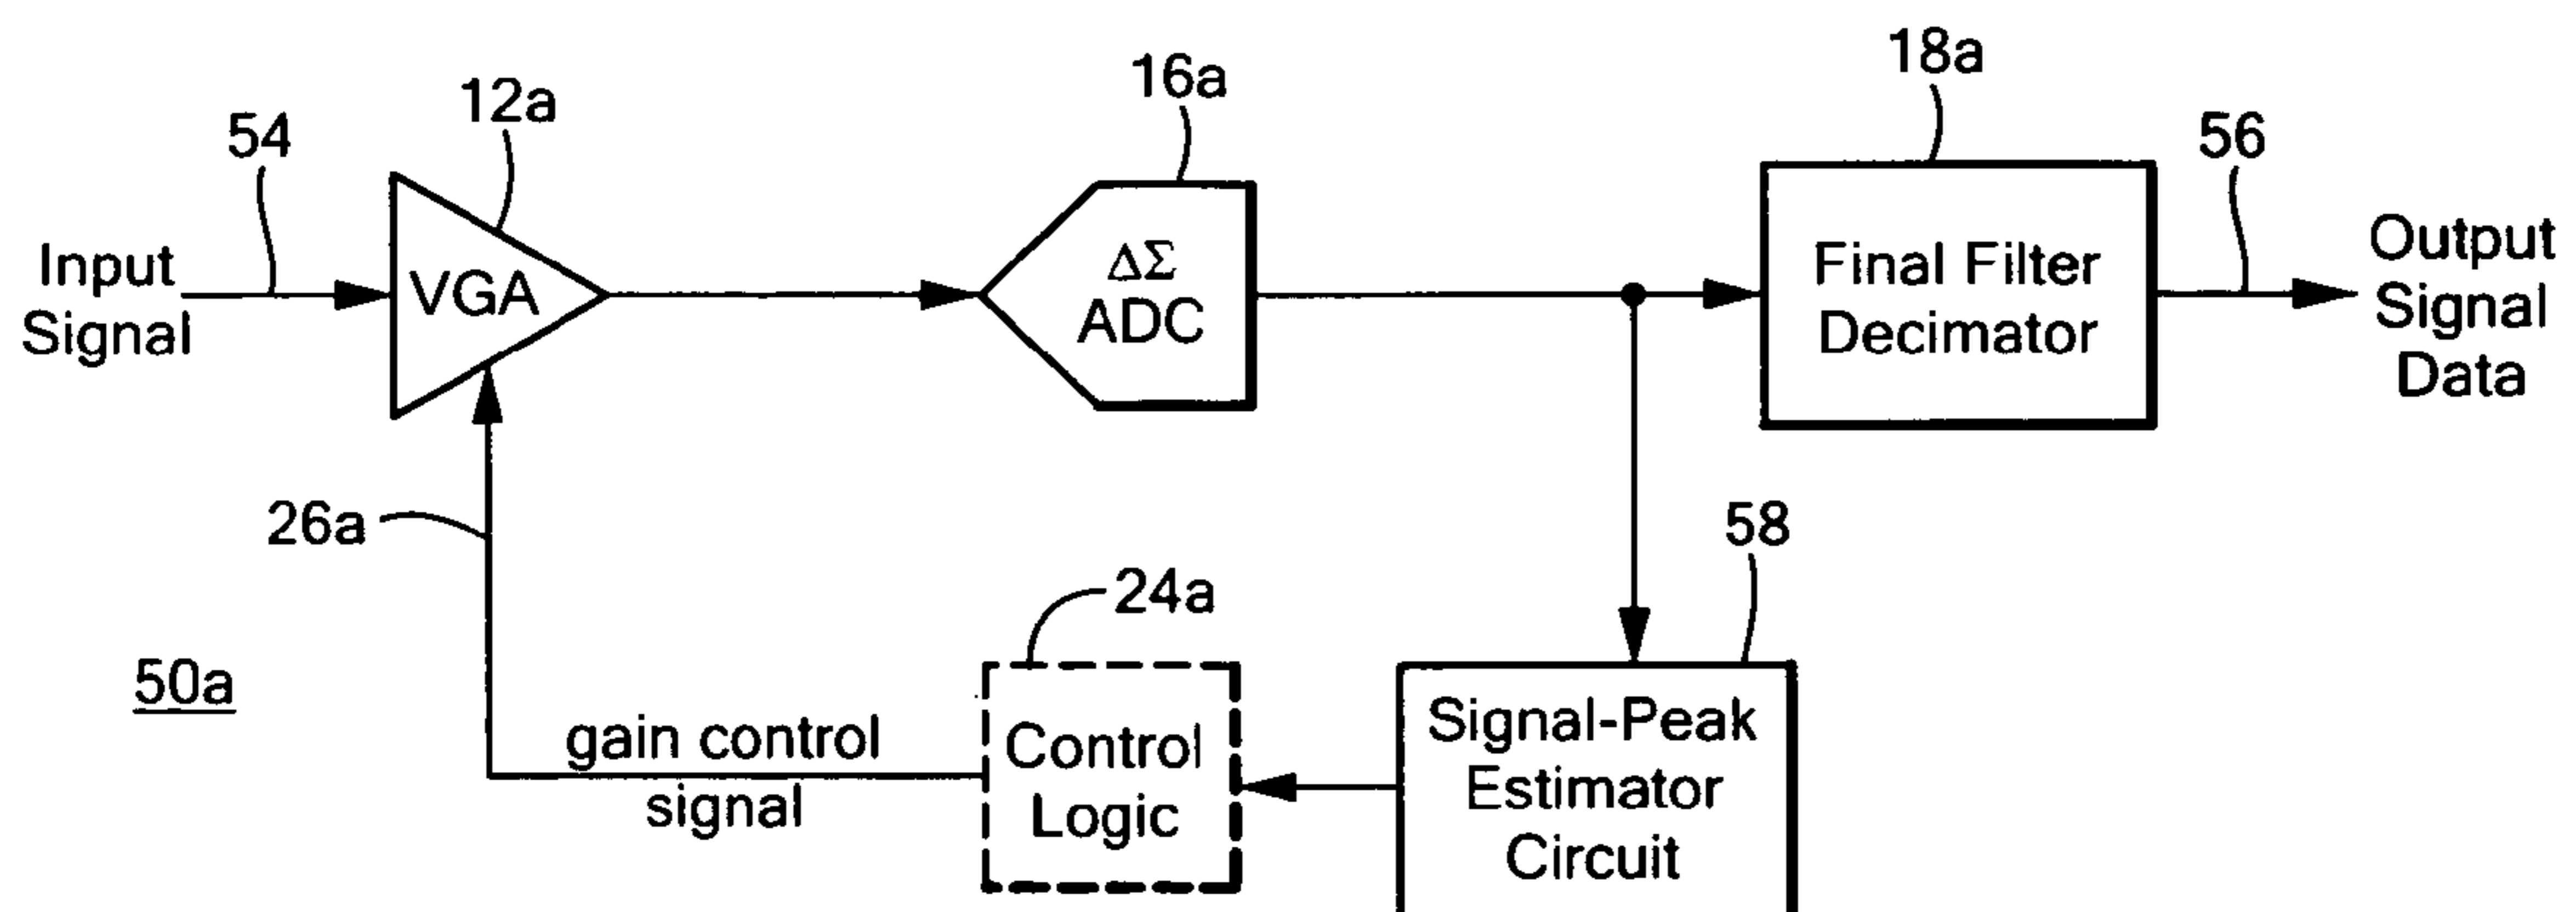 18a
16a
12a
54
56
Input
Signal
VGA
ΔΣ
ADC
Final Filter
Decimator
Output
Signal
Data
26a
58
24a
50a
gain control
signal
Control
Logic
Signal-Peak
Estimator
Circuit